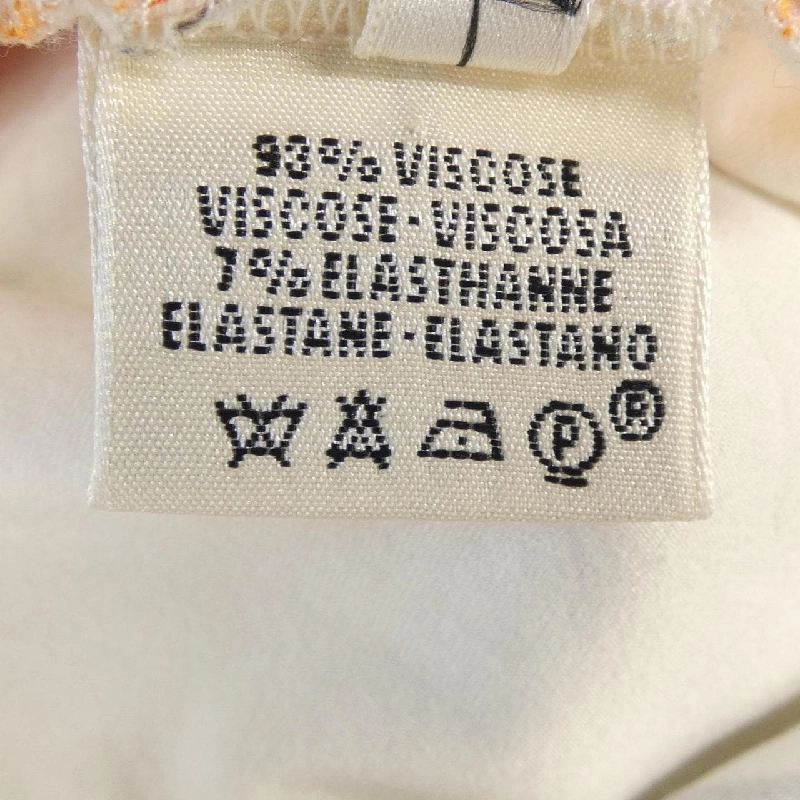 93% VISCOSE
VISCOSE·VISCOSA
7% ELASTHANNE
ELASTANE·ELASTANO
P ®